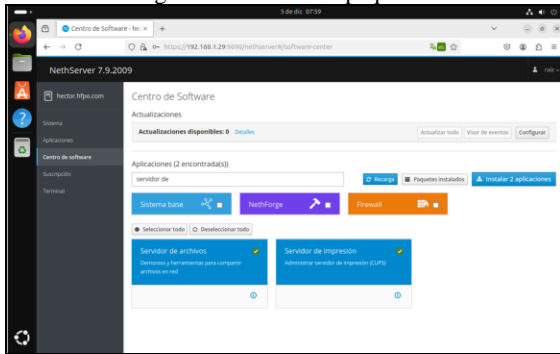 3 de dic 07:59
Centro de Software - hec
https://192.168.1.29:9090/nethserver#/software-center
NethServer 7.9.2009
hector.hfpo.com
Sistema
Aplicaciones
Centro de software
Suscripción
Terminal
Centro de Software
Actualizaciones
Actualizaciones disponibles: 0 Detalles
Actualizar todo Visor de eventos Configurar
Aplicaciones (2 encontrada(s))
servidor de
Recarga Paquetes instalados Instalar 2 aplicaciones
Sistema base NethForge Firewall
Seleccionar todo Deseleccionar todo
Servidor de archivos
Demonios y herramientas para compartir
archivos en red
Servidor de impresión
Administrar servidor de impresión (CUPS)